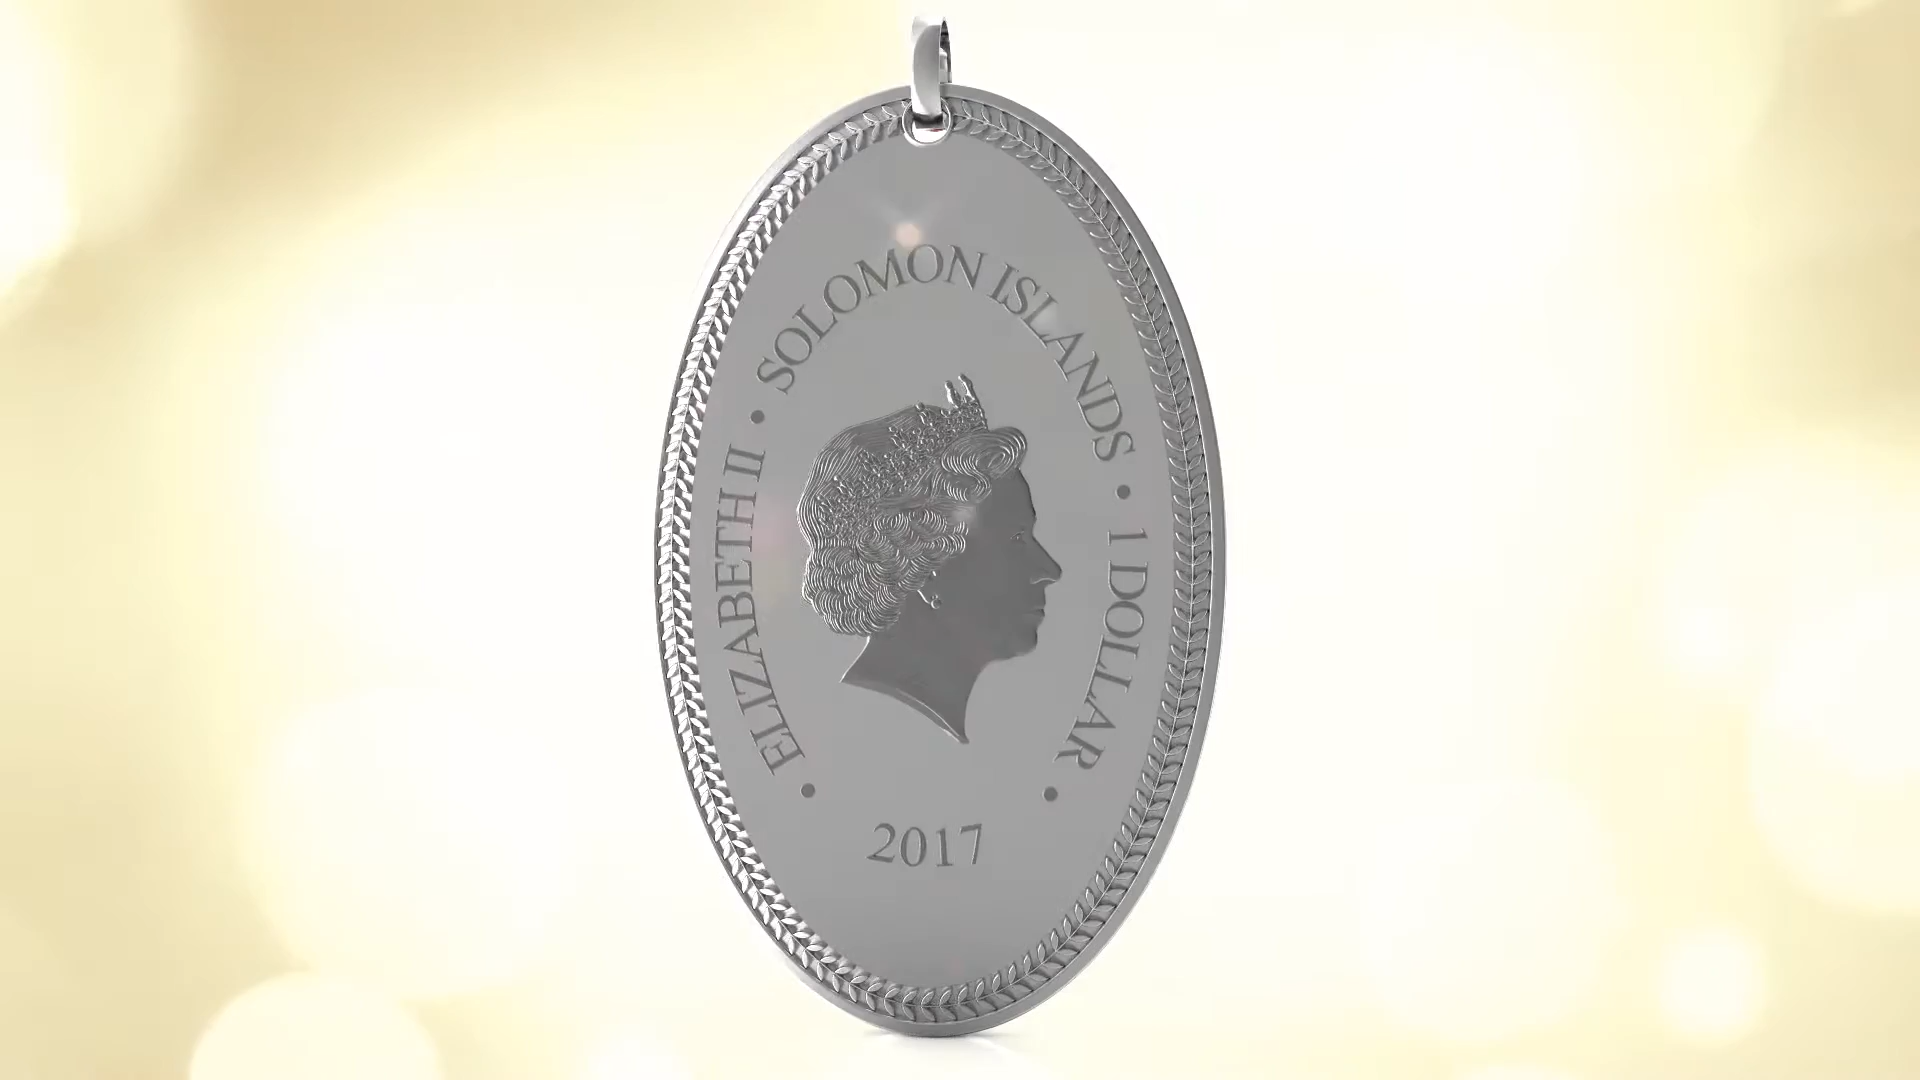 • ELIZABETH II • SOLOMON ISLANDS • 1 DOLLAR •
2017